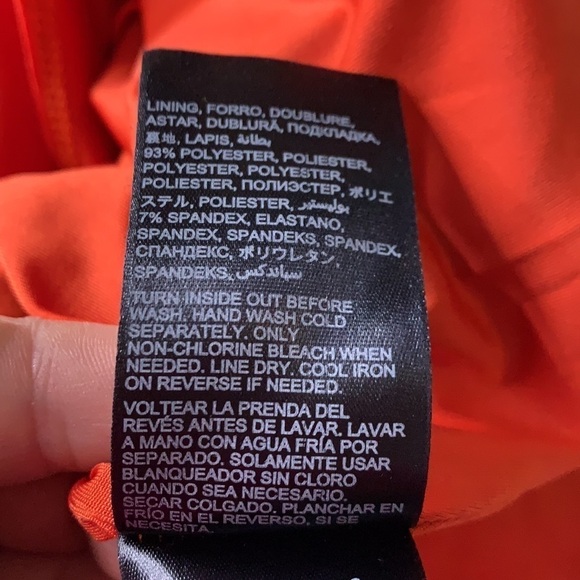 LINING, FORRO, DOUBLURE,
ASTAR, DUBLURĂ, ПОДКЛАДКА,
裏地, LAPIS, بطانة,
93% POLYESTER, POLIESTER,
POLYESTER, POLYESTER,
POLIESTER, ПОЛИЭСТЕР, ポリエ
ステル, POLIESTER, بوليستير,
7% SPANDEX, ELASTANO,
SPANDEX, SPANDEKS, SPANDEX,
СПАНДЕКС, ポリウレタン,
SPANDEKS, سباندكس
TURN INSIDE OUT BEFORE
WASH. HAND WASH COLD
SEPARATELY. ONLY
NON-CHLORINE BLEACH WHEN
NEEDED. LINE DRY. COOL IRON
ON REVERSE IF NEEDED.
VOLTEAR LA PRENDA DEL
REVÉS ANTES DE LAVAR. LAVAR
A MANO CON AGUA FRÍA POR
SEPARADO. SOLAMENTE USAR
BLANQUEADOR SIN CLORO
CUANDO SEA NECESARIO.
SECAR COLGADO. PLANCHAR EN
FRÍO EN EL REVERSO, SI SE
NECESITA.